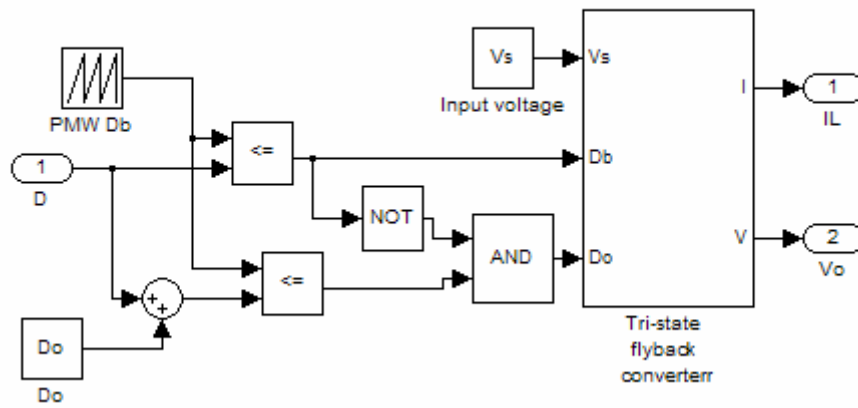 PMW Db
1
D
Do
Do
<=
<=
NOT
AND
Vs
Input voltage
Vs
Db
Do
I
V
Tri-state
flyback
converterr
1
IL
2
Vo